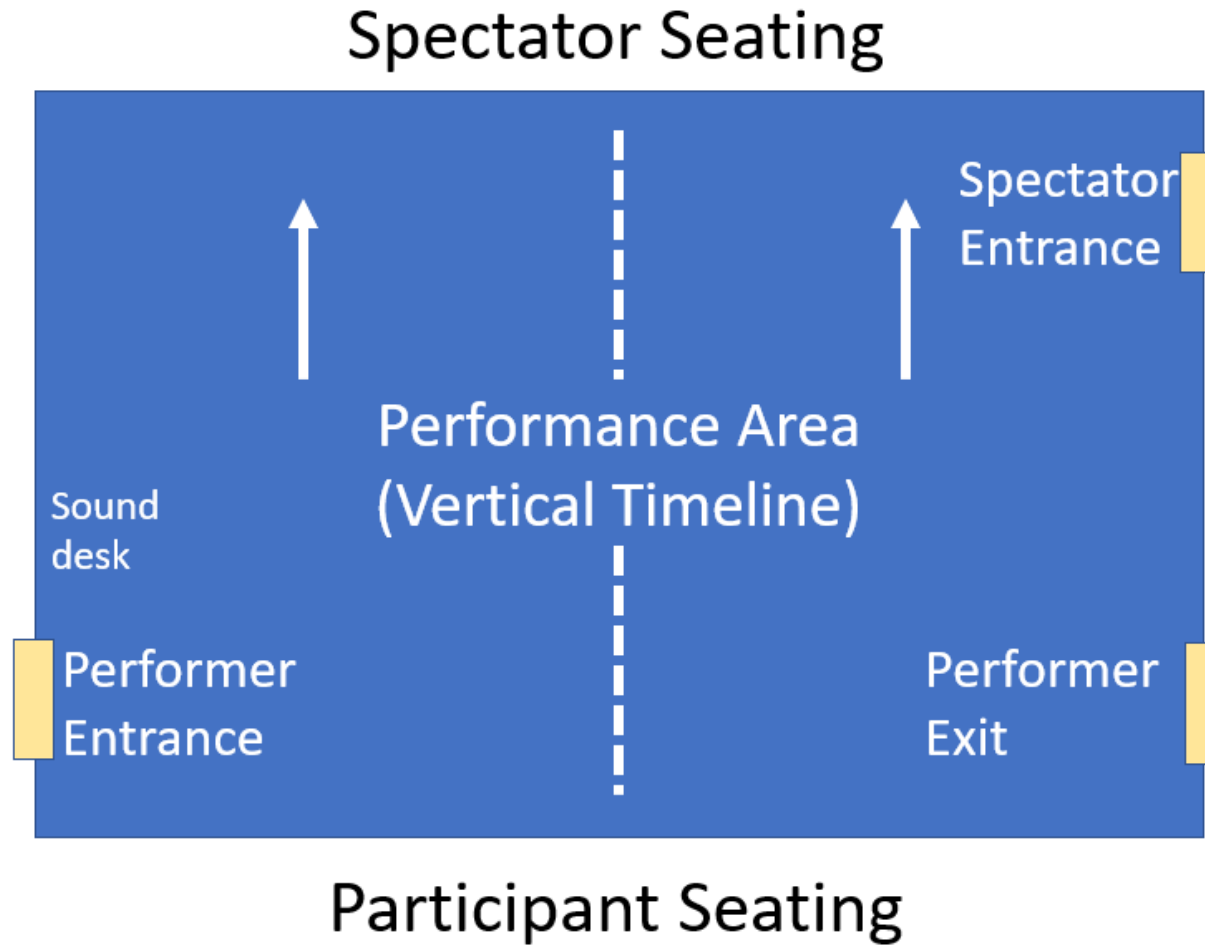 Spectator Seating
Spectator
Entrance
Performance Area
(Vertical Timeline)
Sound
desk
Performer
Entrance
Performer
Exit
Participant Seating